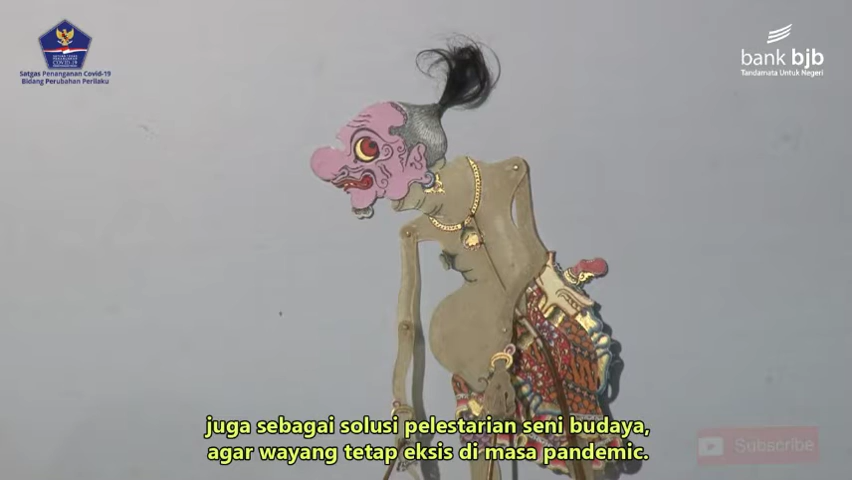 Satgas Penanganan Covid-19
Bidang Perubahan Perilaku
bank bjb
Tandamata Untuk Negeri
juga sebagai solusi pelestarian seni budaya,
agar wayang tetap eksis di masa pandemic.
Subscribe